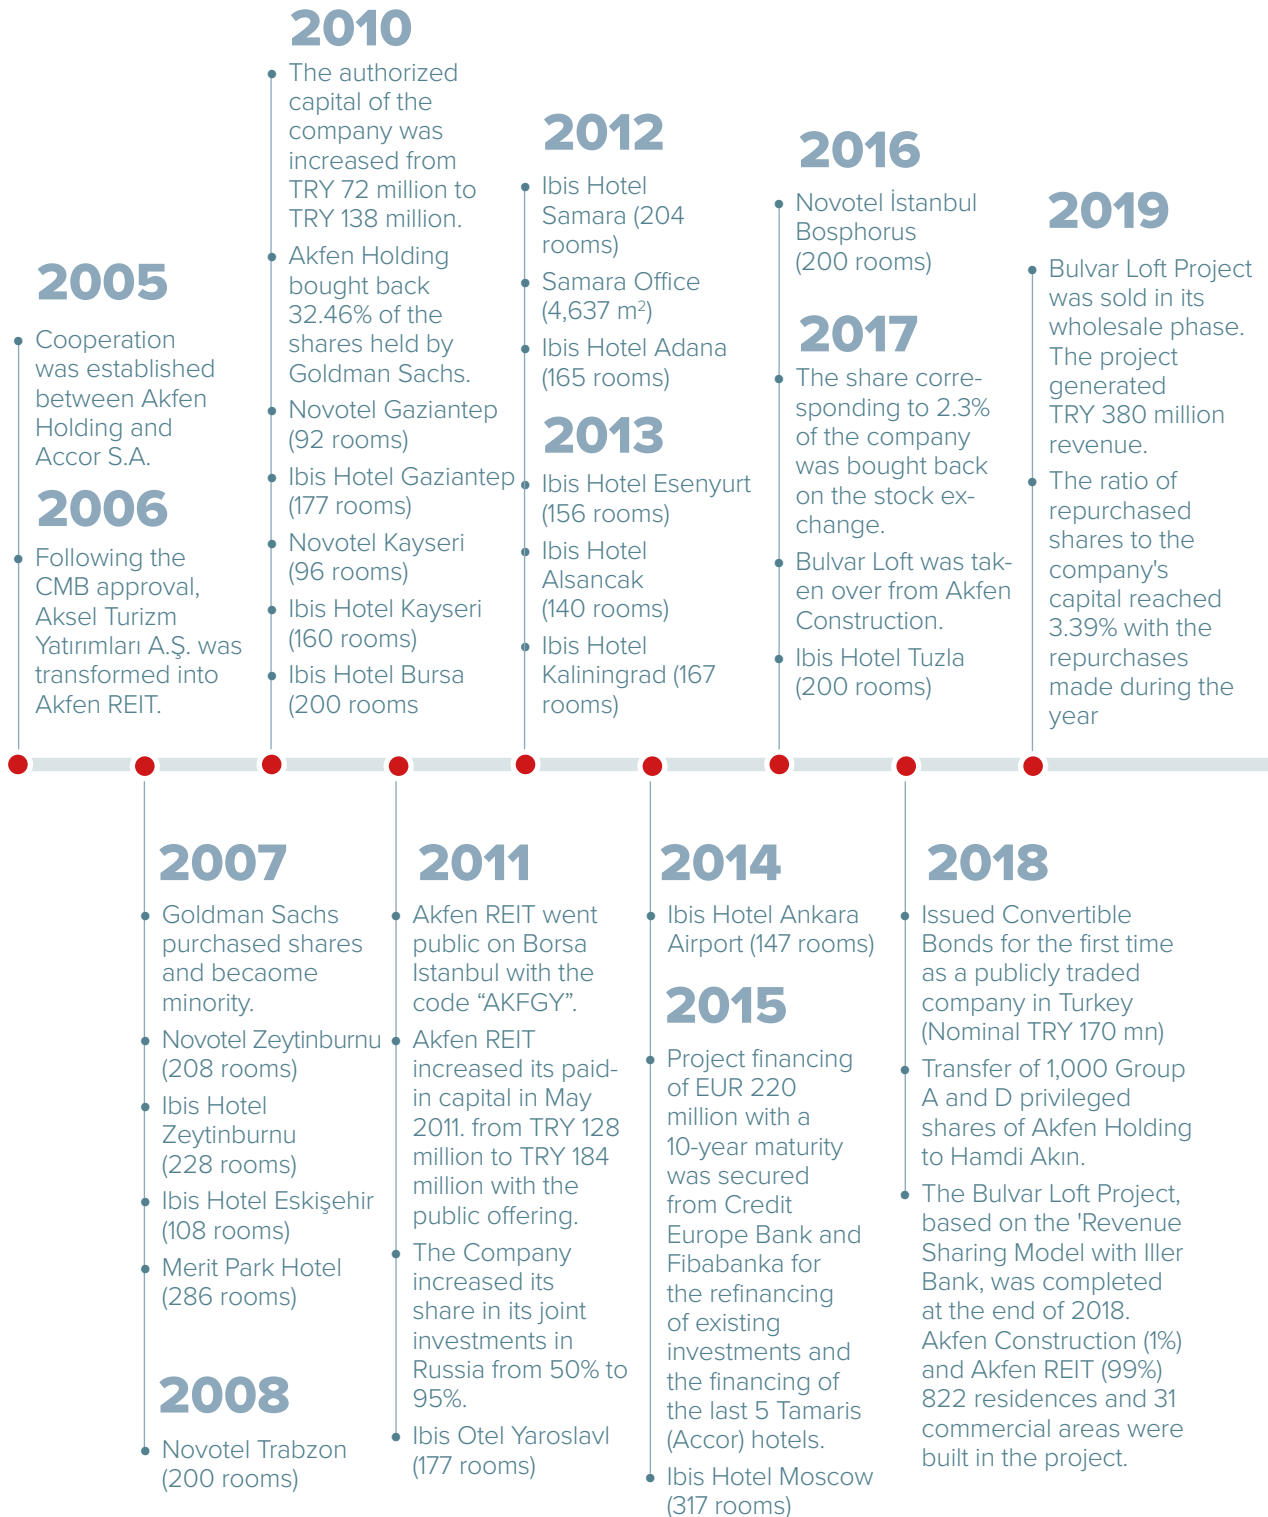 2005
Cooperation
was established
between Akfen
Holding and
Accor S.A.
2006
Following the
CMB approval,
Aksel Turizm
Yatırımları A.Ş. was
transformed into
Akfen REIT.
2010
The authorized
capital of the
company was
increased from
TRY 72 million to
TRY 138 million.
Akfen Holding
bought back
32.46% of the
shares held by
Goldman Sachs.
Novotel Gaziantep
(92 rooms)
Ibis Hotel Gaziantep
(177 rooms)
Novotel Kayseri
(96 rooms)
Ibis Hotel Kayseri
(160 rooms)
Ibis Hotel Bursa
(200 rooms
2012
Ibis Hotel
Samara (204
rooms)
Samara Office
(4,637 m²)
Ibis Hotel Adana
(165 rooms)
2013
Ibis Hotel Esenyurt
(156 rooms)
Ibis Hotel
Alsancak
(140 rooms)
Ibis Hotel
Kaliningrad (167
rooms)
2016
Novotel İstanbul
Bosphorus
(200 rooms)
2017
The share corre-
sponding to 2.3%
of the company
was bought back
on the stock ex-
change.
Bulvar Loft was tak-
en over from Akfen
Construction.
Ibis Hotel Tuzla
(200 rooms)
2019
Bulvar Loft Project
was sold in its
wholesale phase.
The project
generated
TRY 380 million
revenue.
The ratio of
repurchased
shares to the
company's
capital reached
3.39% with the
repurchases
made during the
year
2007
Goldman Sachs
purchased shares
and becaome
minority.
Novotel Zeytinburnu
(208 rooms)
Ibis Hotel
Zeytinburnu
(228 rooms)
Ibis Hotel Eskişehir
(108 rooms)
Merit Park Hotel
(286 rooms)
2008
Novotel Trabzon
(200 rooms)
2011
Akfen REIT went
public on Borsa
Istanbul with the
code “AKFGY”.
Akfen REIT
increased its paid-
in capital in May
2011. from TRY 128
million to TRY 184
million with the
public offering.
The Company
increased its
share in its joint
investments in
Russia from 50% to
95%.
Ibis Otel Yaroslavl
(177 rooms)
2014
Ibis Hotel Ankara
Airport (147 rooms)
2015
Project financing
of EUR 220
million with a
10-year maturity
was secured
from Credit
Europe Bank and
Fibabanka for
the refinancing
of existing
investments and
the financing of
the last 5 Tamaris
(Accor) hotels.
Ibis Hotel Moscow
(317 rooms)
2018
Issued Convertible
Bonds for the first time
as a publicly traded
company in Turkey
(Nominal TRY 170 mn)
Transfer of 1,000 Group
A and D privileged
shares of Akfen Holding
to Hamdi Akın.
The Bulvar Loft Project,
based on the 'Revenue
Sharing Model with Iller
Bank, was completed
at the end of 2018.
Akfen Construction (1%)
and Akfen REIT (99%)
822 residences and 31
commercial areas were
built in the project.